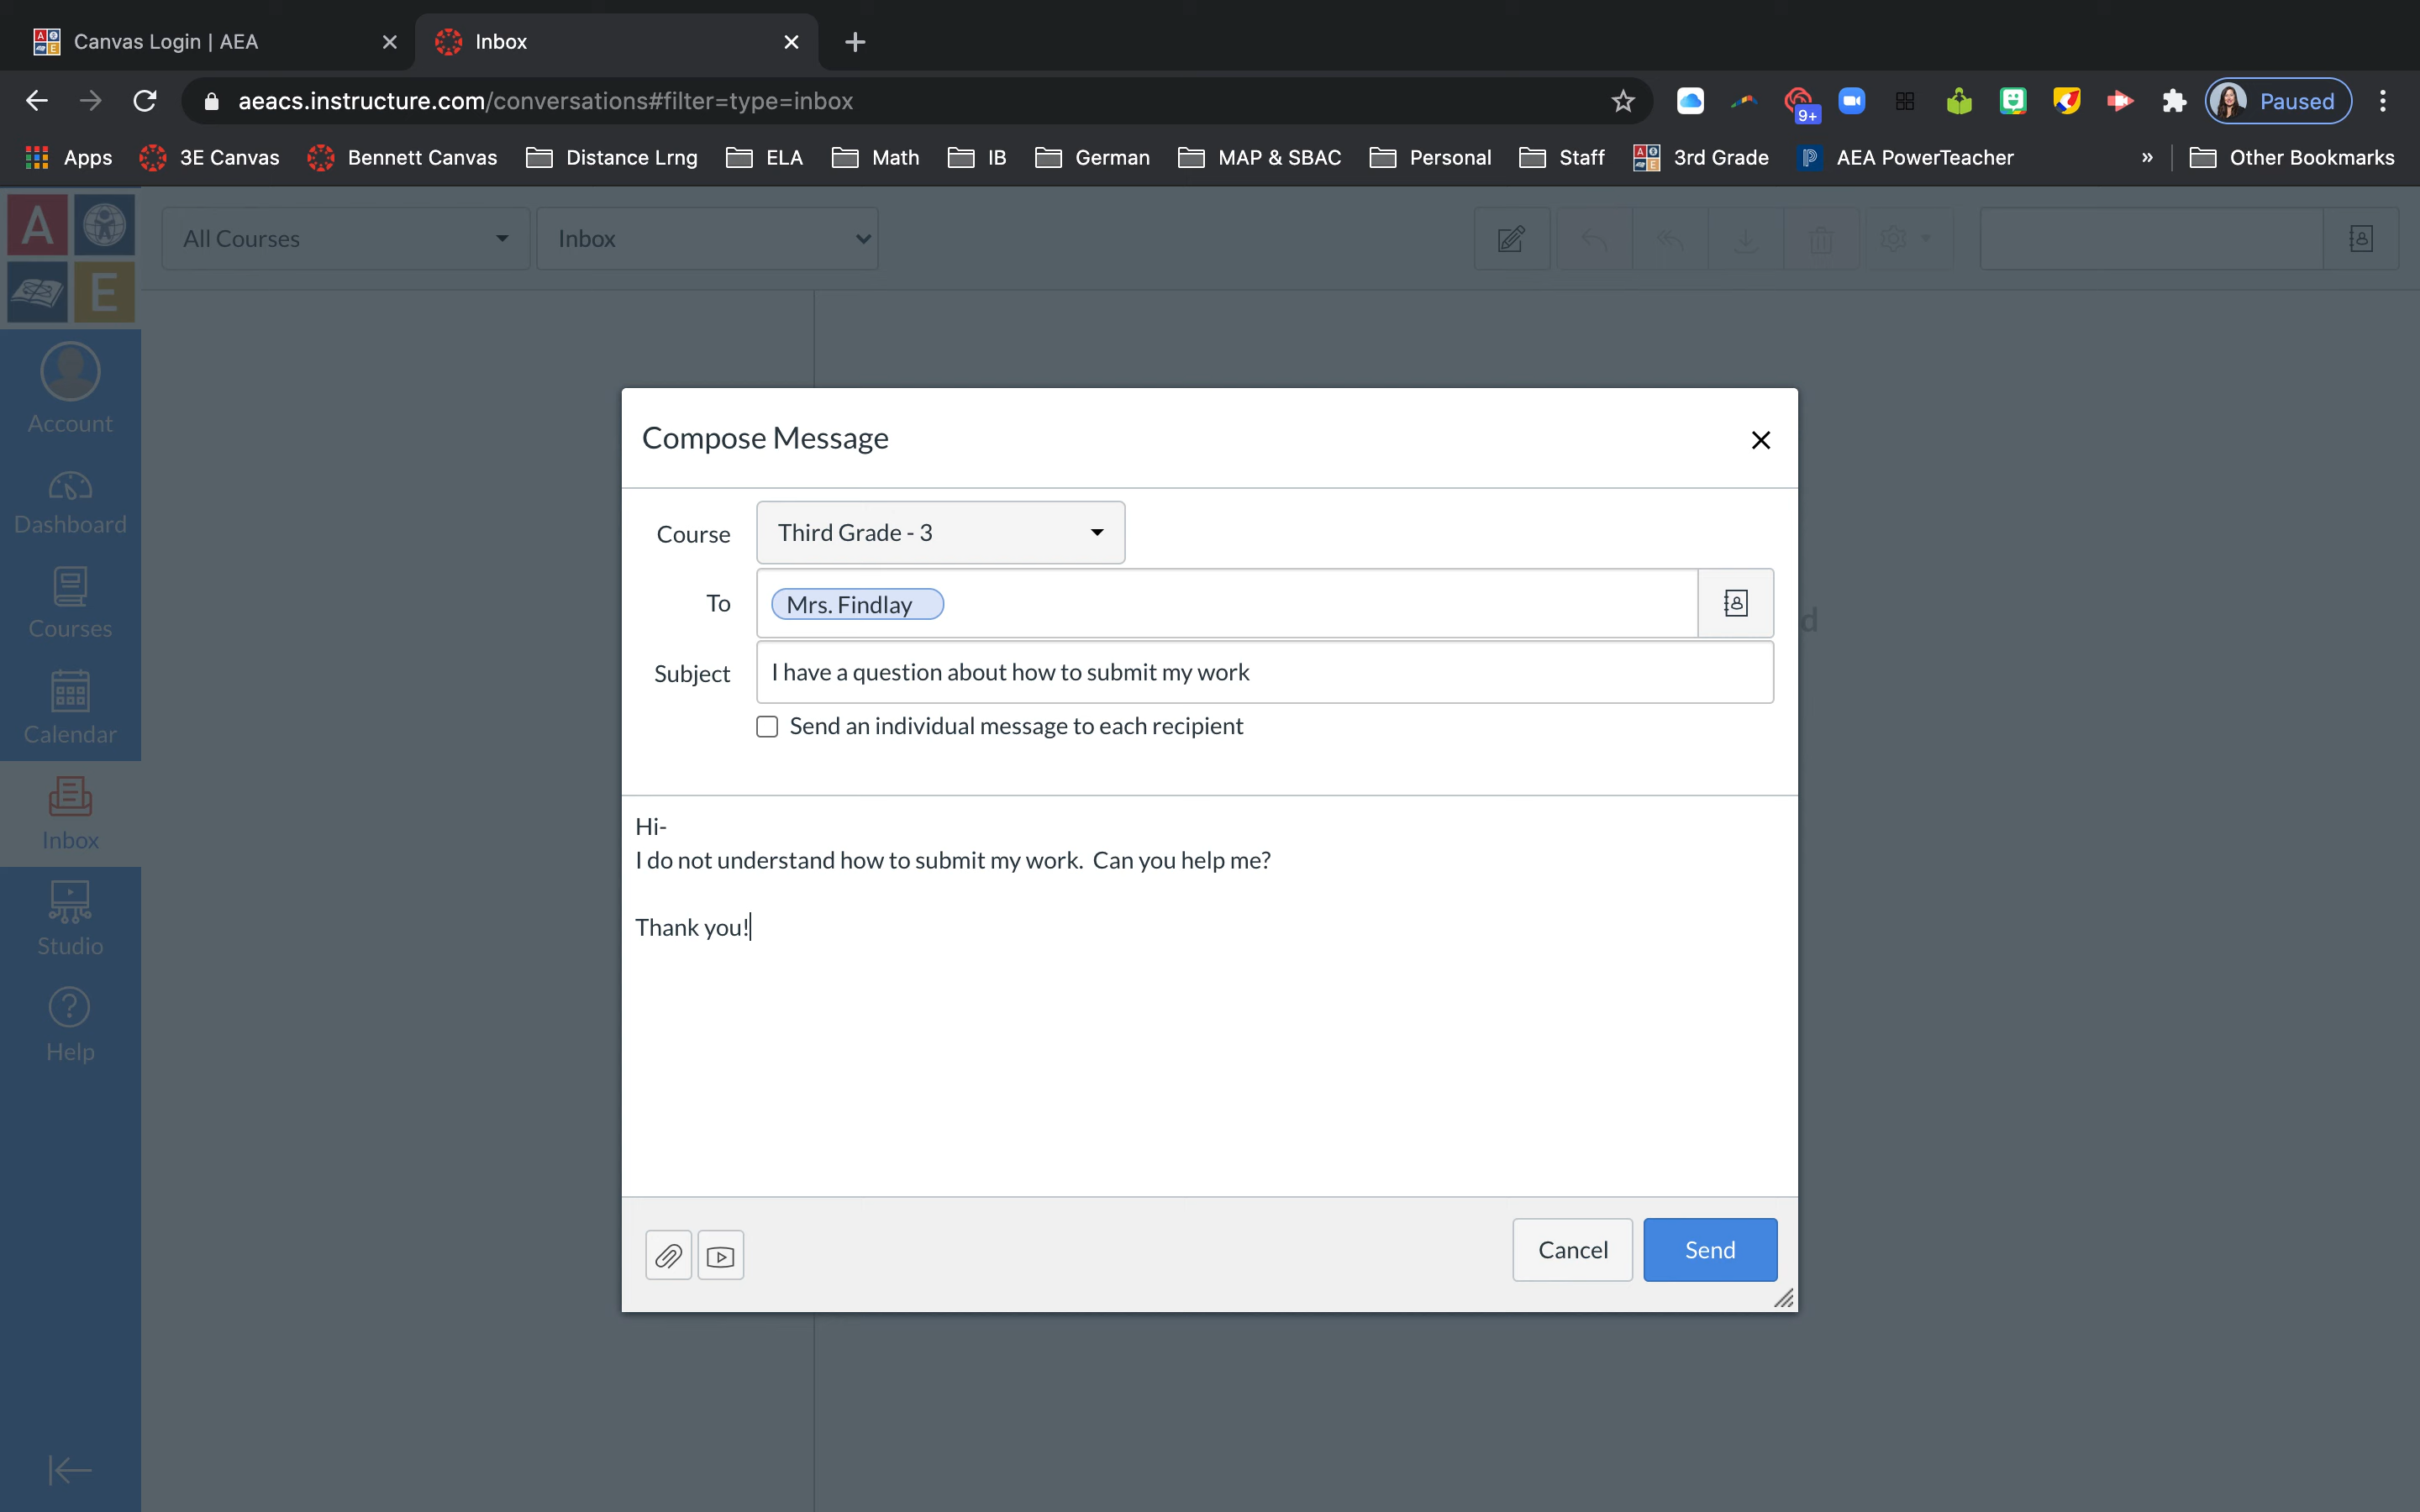 Canvas Login | AEA
Inbox
aeacs.instructure.com/conversations#filter=type=inbox
9+
Paused
Apps
3E Canvas
Bennett Canvas
Distance Lrng
ELA
Math
IB
German
MAP & SBAC
Personal
Staff
3rd Grade
AEA PowerTeacher
»
Other Bookmarks
A
E
All Courses
Inbox
Account
Dashboard
Courses
Calendar
Inbox
Studio
Help
Compose Message
Course
Third Grade - 3
To
Mrs. Findlay
d
Subject
I have a question about how to submit my work
Send an individual message to each recipient
Hi-
I do not understand how to submit my work.  Can you help me?
Thank you!
Cancel
Send